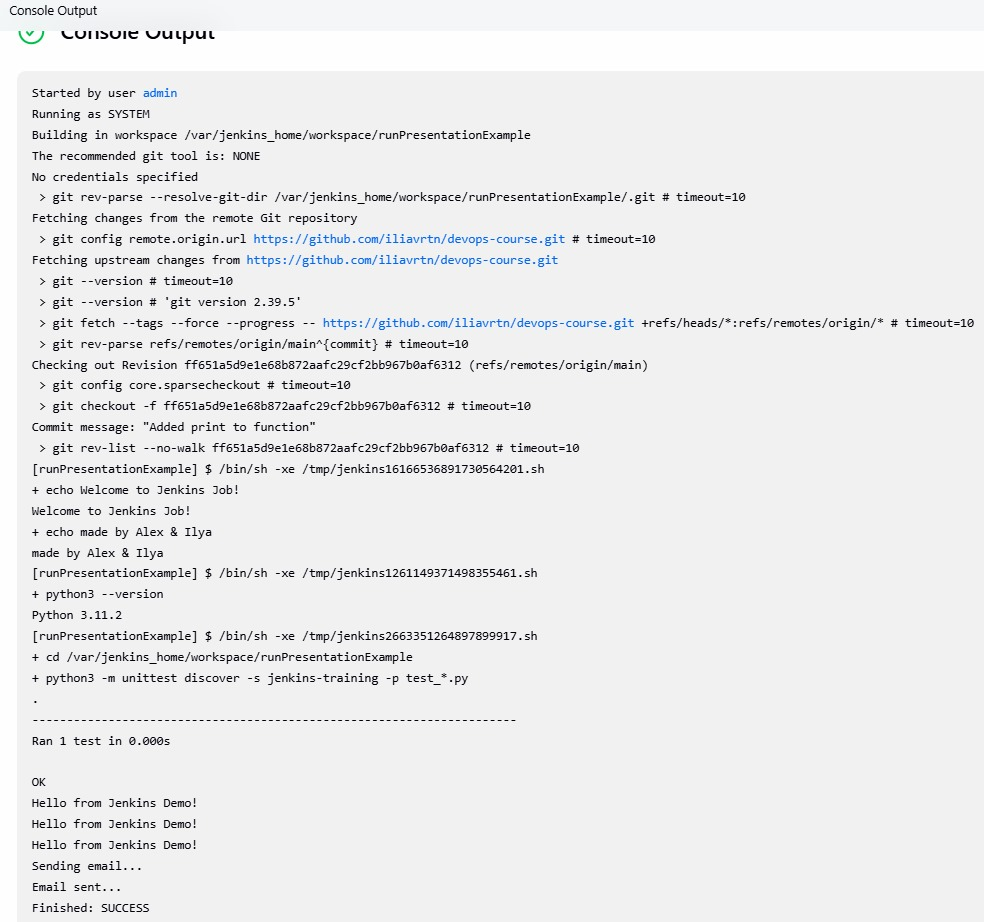 Console Output
Console Output
Started by user admin
Running as SYSTEM
Building in workspace /var/jenkins_home/workspace/runPresentationExample
The recommended git tool is: NONE
No credentials specified
 > git rev-parse --resolve-git-dir /var/jenkins_home/workspace/runPresentationExample/.git # timeout=10
Fetching changes from the remote Git repository
 > git config remote.origin.url https://github.com/iliavrtn/devops-course.git # timeout=10
Fetching upstream changes from https://github.com/iliavrtn/devops-course.git
 > git --version # timeout=10
 > git --version # 'git version 2.39.5'
 > git fetch --tags --force --progress -- https://github.com/iliavrtn/devops-course.git +refs/heads/*:refs/remotes/origin/* # timeout=10
 > git rev-parse refs/remotes/origin/main^{commit} # timeout=10
Checking out Revision ff651a5d9e1e68b872aafc29cf2bb967b0af6312 (refs/remotes/origin/main)
 > git config core.sparsecheckout # timeout=10
 > git checkout -f ff651a5d9e1e68b872aafc29cf2bb967b0af6312 # timeout=10
Commit message: "Added print to function"
 > git rev-list --no-walk ff651a5d9e1e68b872aafc29cf2bb967b0af6312 # timeout=10
[runPresentationExample] $ /bin/sh -xe /tmp/jenkins16166536891730564201.sh
+ echo Welcome to Jenkins Job!
Welcome to Jenkins Job!
+ echo made by Alex & Ilya
made by Alex & Ilya
[runPresentationExample] $ /bin/sh -xe /tmp/jenkins1261149371498355461.sh
+ python3 --version
Python 3.11.2
[runPresentationExample] $ /bin/sh -xe /tmp/jenkins2663351264897899917.sh
+ cd /var/jenkins_home/workspace/runPresentationExample
+ python3 -m unittest discover -s jenkins-training -p test_*.py
.
----------------------------------------------------------------------
Ran 1 test in 0.000s

OK
Hello from Jenkins Demo!
Hello from Jenkins Demo!
Hello from Jenkins Demo!
Sending email...
Email sent...
Finished: SUCCESS